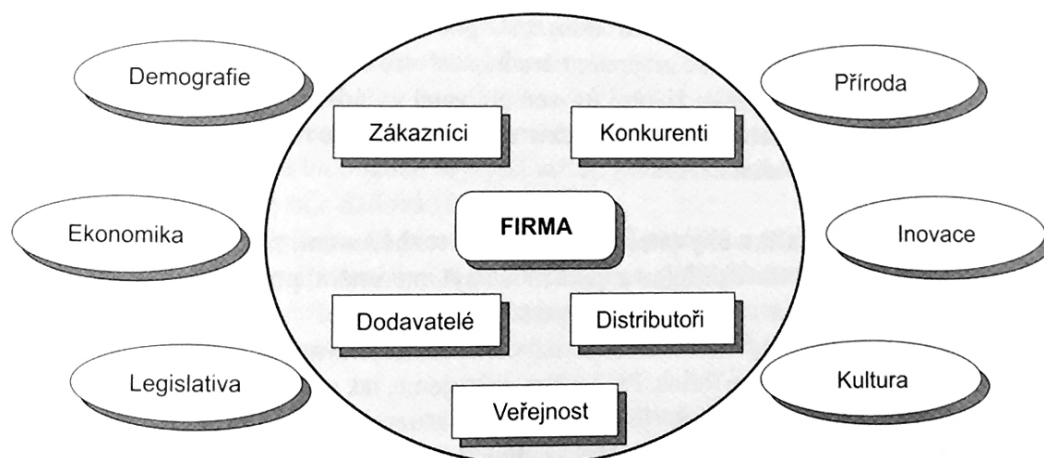 Demografie
Příroda
Zákazníci
Konkurenti
Ekonomika
FIRMA
Inovace
Dodavatelé
Distributoři
Legislativa
Kultura
Veřejnost